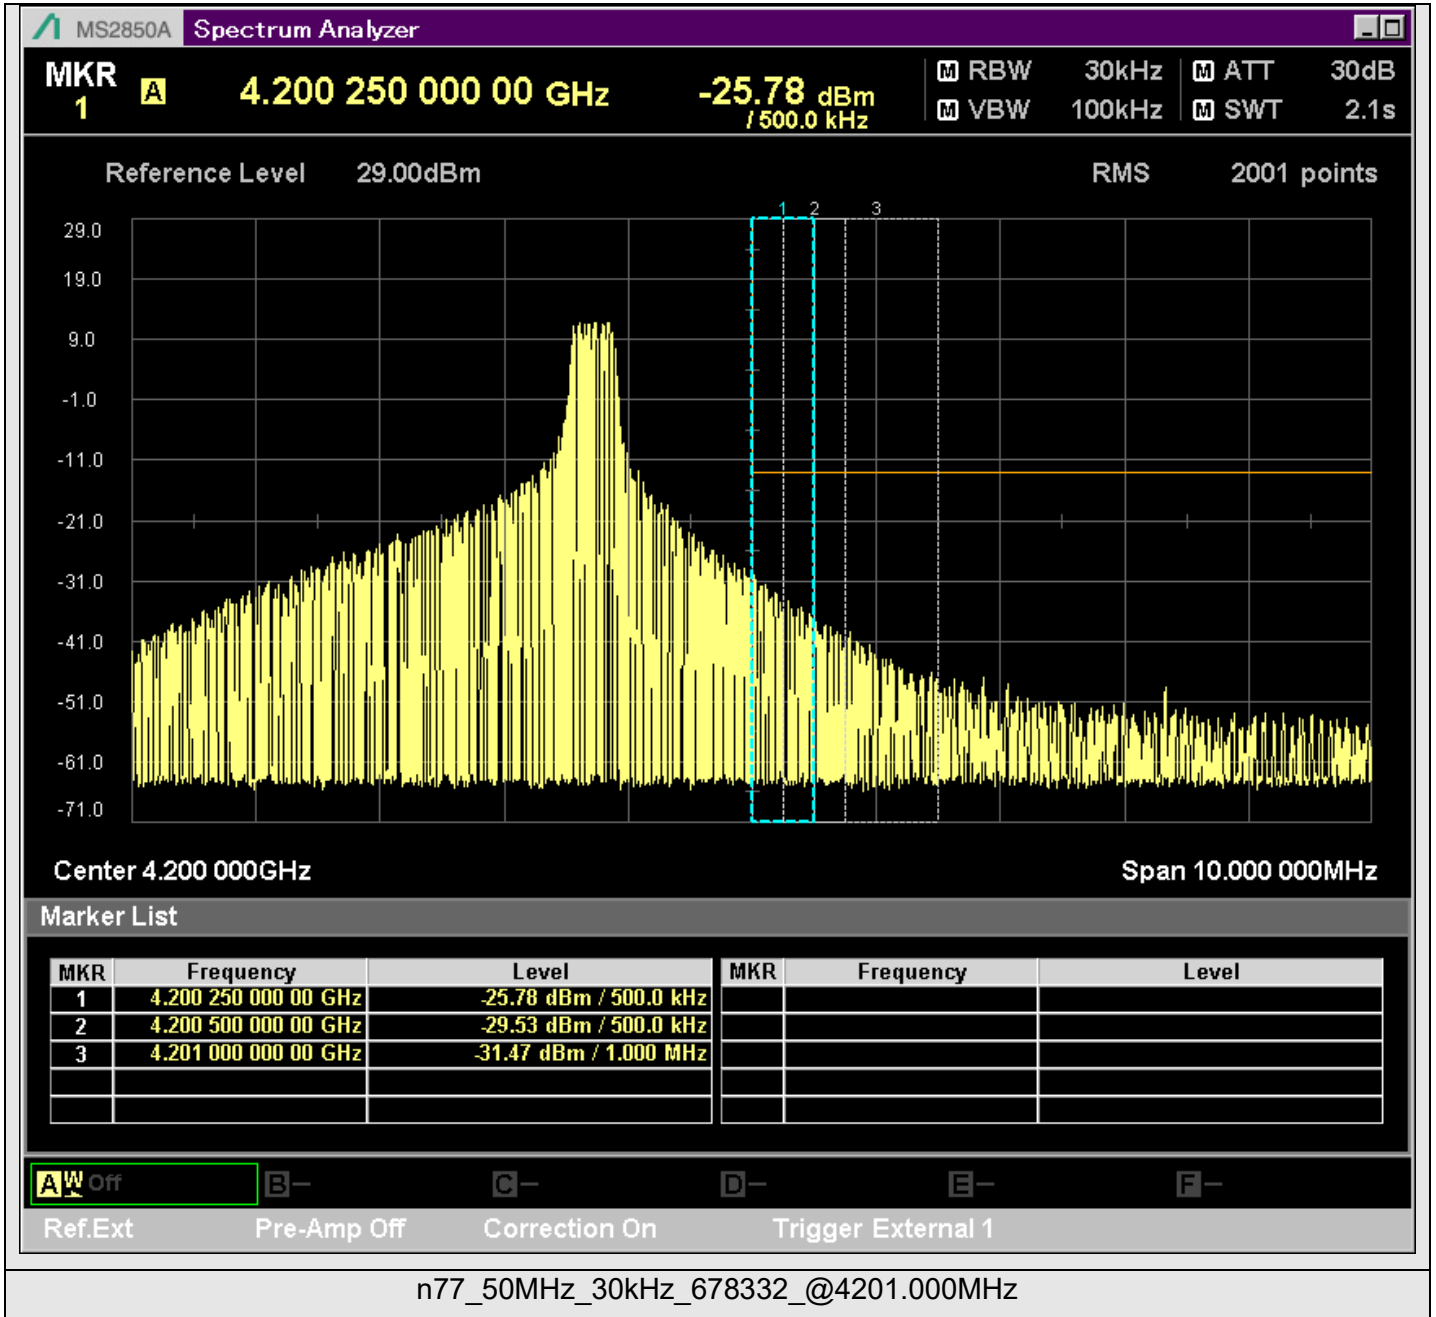 MS2850A Spectrum Analyzer
MKR 1 A 4.200 250 000 00 GHz -25.78 dBm / 500.0 kHz
M RBW 30kHz M ATT 30dB
M VBW 100kHz M SWT 2.1s
Reference Level 29.00dBm RMS 2001 points
1 2 3
29.0
19.0
9.0
-1.0
-11.0
-21.0
-31.0
-41.0
-51.0
-61.0
-71.0
Center 4.200 000GHz Span 10.000 000MHz
Marker List
MKR Frequency Level MKR Frequency Level
1 4.200 250 000 00 GHz -25.78 dBm / 500.0 kHz
2 4.200 500 000 00 GHz -29.53 dBm / 500.0 kHz
3 4.201 000 000 00 GHz -31.47 dBm / 1.000 MHz
A W Off B - C - D - E - F -
Ref.Ext Pre-Amp Off Correction On Trigger External 1
n77_50MHz_30kHz_678332_@4201.000MHz